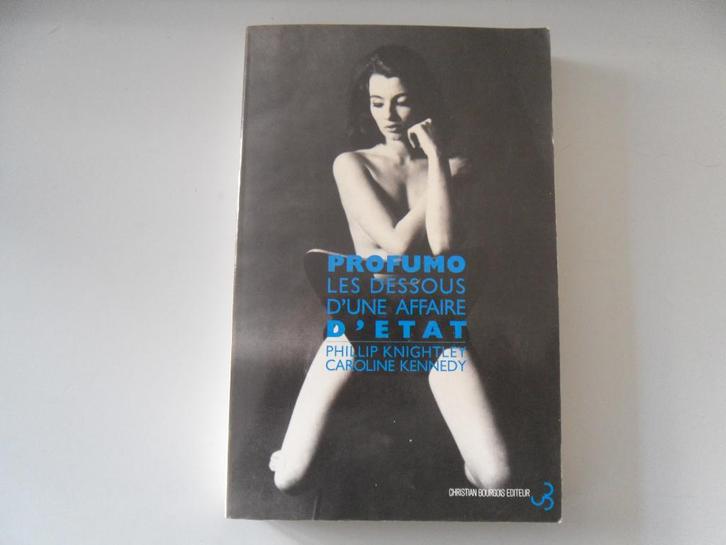 PROFUMO
LES DESSOUS
D'UNE AFFAIRE
D'ETAT
PHILLIP KNIGHTLEY
CAROLINE KENNEDY
CHRISTIAN BOURGOIS EDITEUR